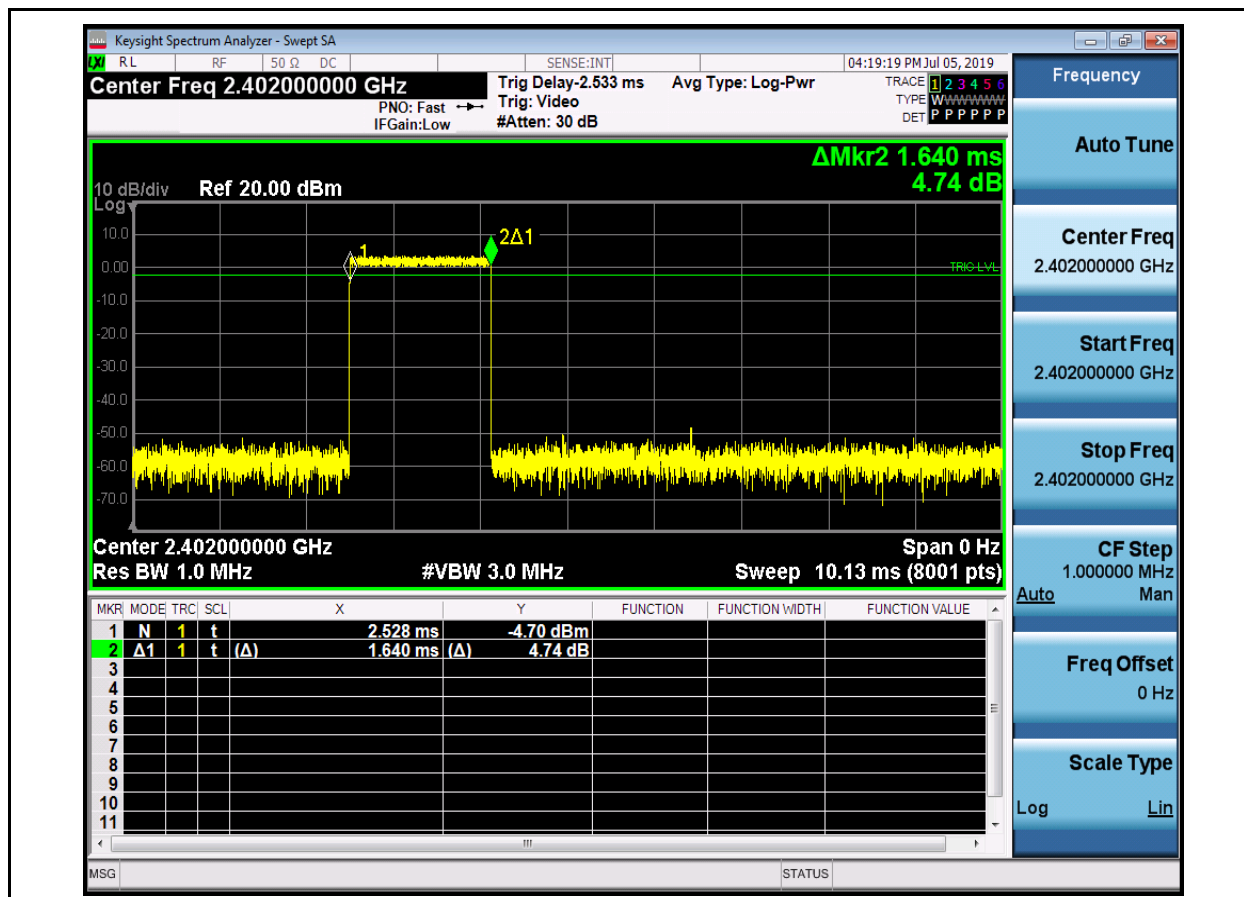 Keysight Spectrum Analyzer - Swept SA
LXI RL RF 50 Ω DC SENSE:INT 04:19:19 PM Jul 05, 2019
Center Freq 2.402000000 GHz Trig Delay-2.533 ms Avg Type: Log-Pwr TRACE 1 2 3 4 5 6
PNO: Fast Trig: Video TYPE WWWWWW
IFGain:Low #Atten: 30 dB DET P P P P P P
ΔMkr2 1.640 ms
4.74 dB
10 dB/div Ref 20.00 dBm
Log
10.0
0.00
-10.0
-20.0
-30.0
-40.0
-50.0
-60.0
-70.0
1
2Δ1
TRIG LVL
Center 2.402000000 GHz Span 0 Hz
Res BW 1.0 MHz #VBW 3.0 MHz Sweep 10.13 ms (8001 pts)
MKR MODE TRC SCL X Y FUNCTION FUNCTION WIDTH FUNCTION VALUE
1 N 1 t 2.528 ms -4.70 dBm
2 Δ1 1 t (Δ) 1.640 ms (Δ) 4.74 dB
3
4
5
6
7
8
9
10
11
MSG STATUS
Frequency
Auto Tune
Center Freq
2.402000000 GHz
Start Freq
2.402000000 GHz
Stop Freq
2.402000000 GHz
CF Step
1.000000 MHz
Auto Man
Freq Offset
0 Hz
Scale Type
Log Lin